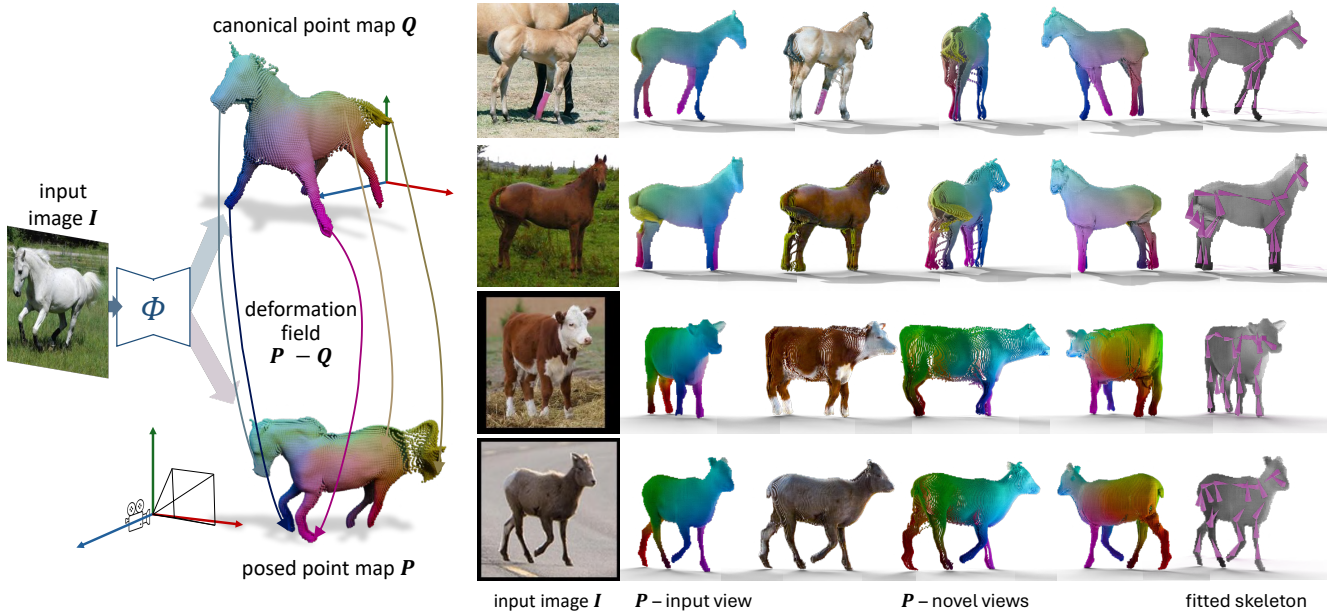 canonical point map Q
input
image I
Φ
deformation
field
P − Q
posed point map P
input image I
P – input view
P – novel views
fitted skeleton